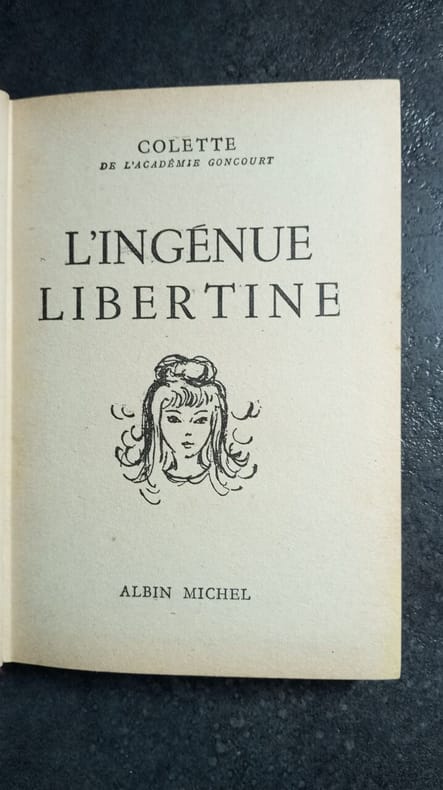 COLETTE
DE L'ACADÉMIE GONCOURT
L'INGÉNUE
LIBERTINE
ALBIN MICHEL